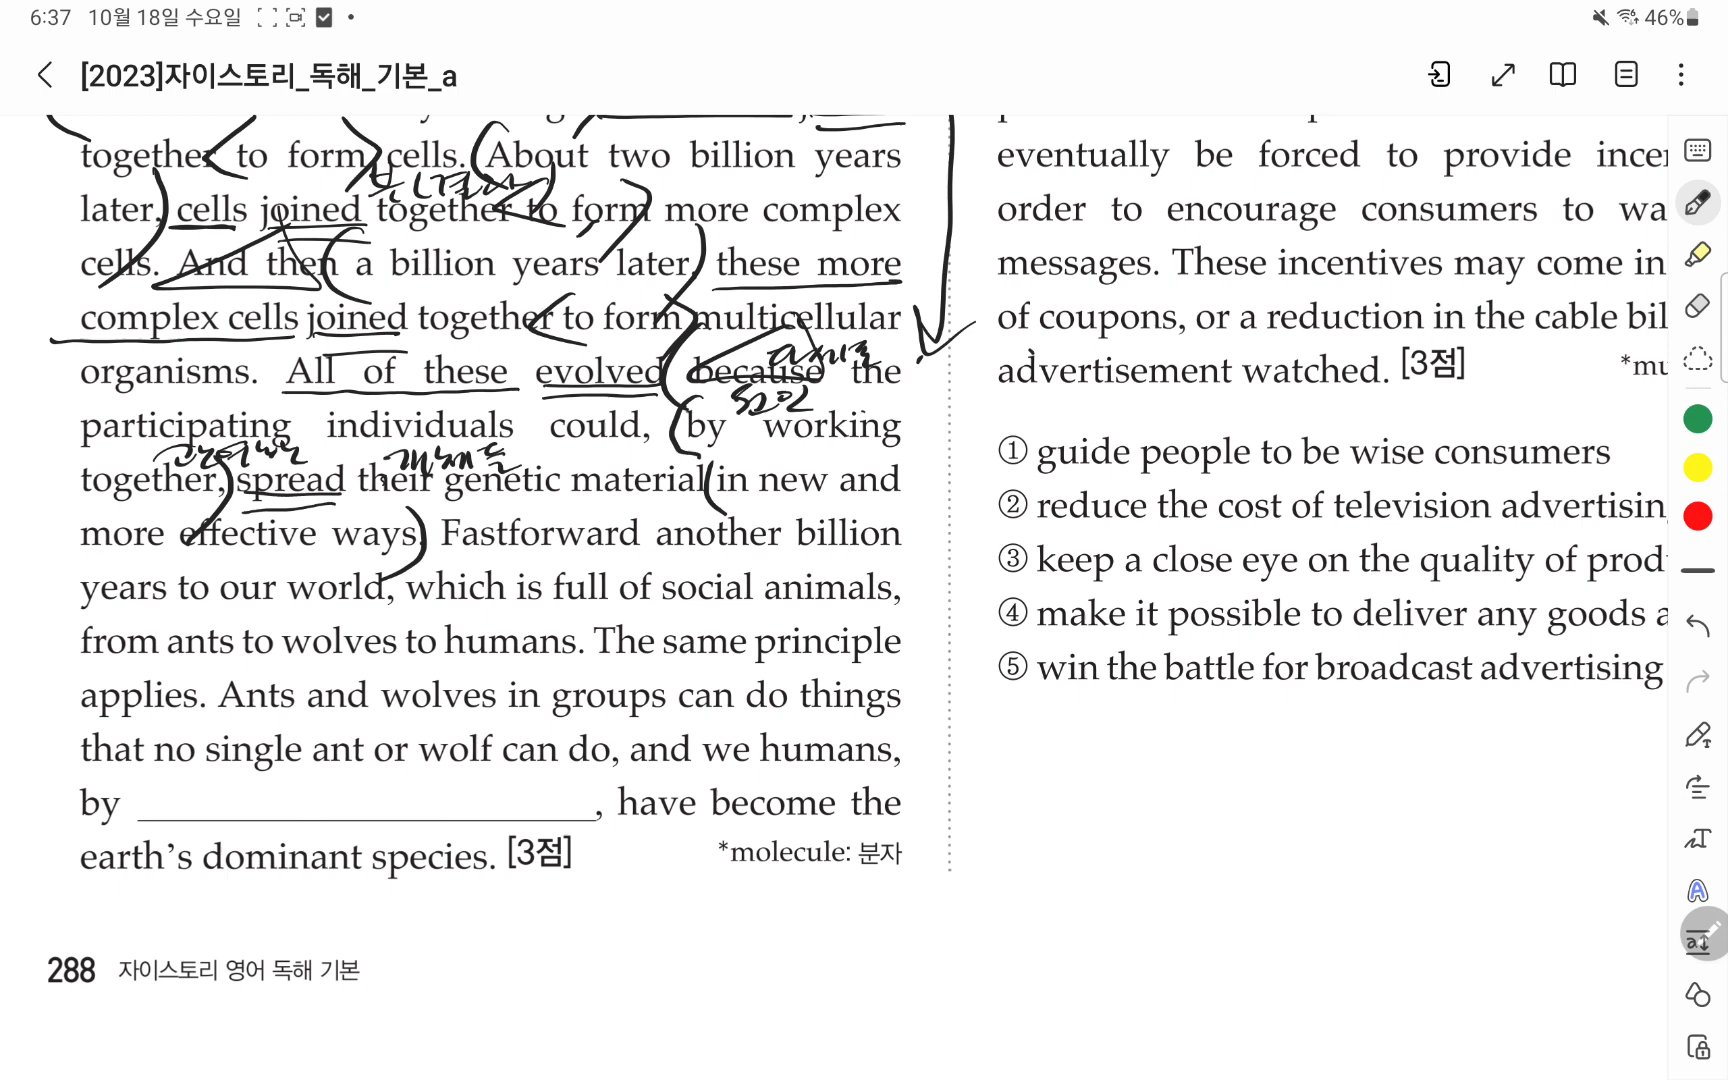 6:37 10월 18일 수요일
46%
[2023]자이스토리_독해_기본_a
together to form cells. About two billion years
later, cells joined together to form more complex
cells. And then a billion years later, these more
complex cells joined together to form multicellular
organisms. All of these evolved because the
participating individuals could, by working
together, spread their genetic material in new and
more effective ways. Fastforward another billion
years to our world, which is full of social animals,
from ants to wolves to humans. The same principle
applies. Ants and wolves in groups can do things
that no single ant or wolf can do, and we humans,
by ____________________, have become the
earth's dominant species. [3점]
*molecule: 분자
288 자이스토리 영어 독해 기본
eventually be forced to provide
order to encourage consumers to
messages. These incentives may come in
of coupons, or a reduction in the cable
advertisement watched. [3점]
① guide people to be wise consumers
② reduce the cost of television
③ keep a close eye on the quality of
④ make it possible to deliver any goods
⑤ win the battle for broadcast advertising